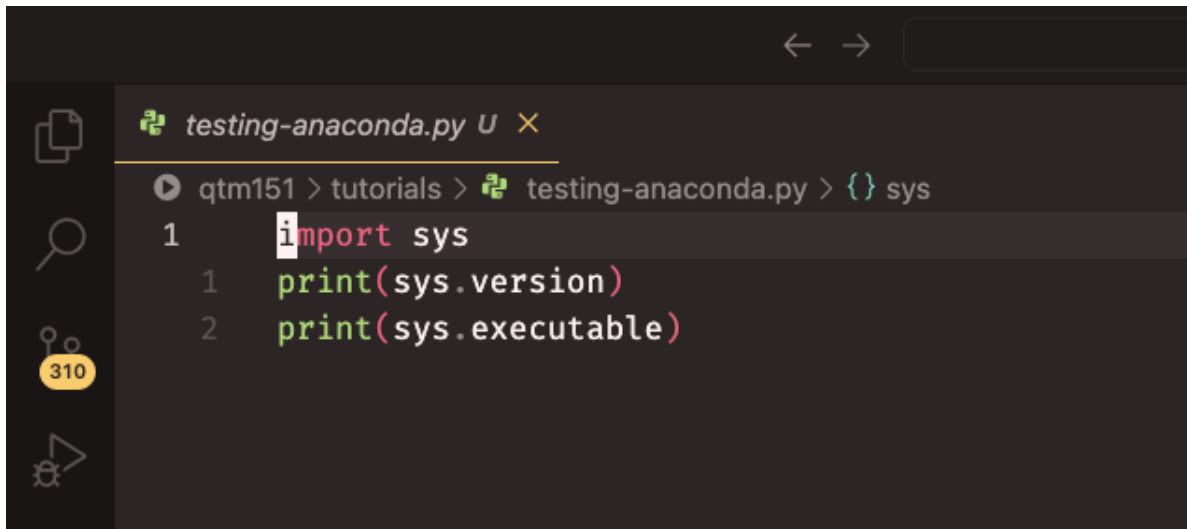 ← →
testing-anaconda.py U ×
qtm151 > tutorials > testing-anaconda.py > {} sys
1 import sys
1 print(sys.version)
2 print(sys.executable)
310